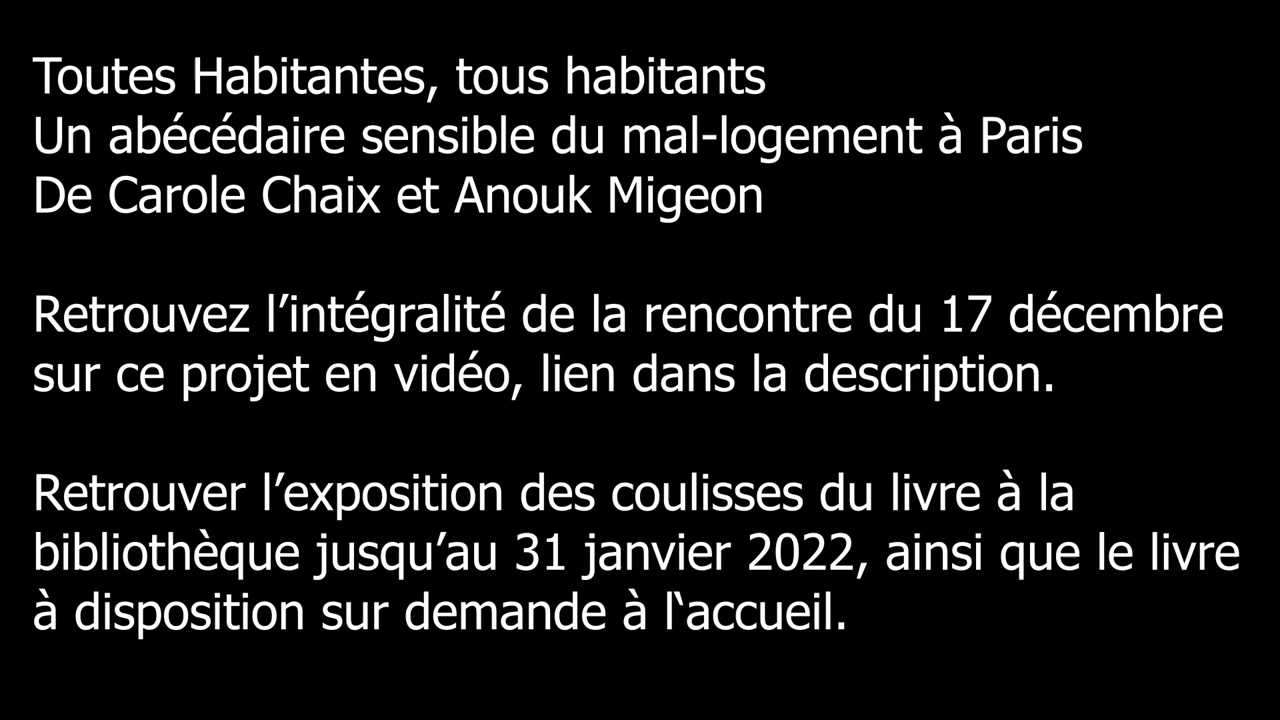 Toutes Habitantes, tous habitants
Un abécédaire sensible du mal-logement à Paris
De Carole Chaix et Anouk Migeon
Retrouvez l’intégralité de la rencontre du 17 décembre
sur ce projet en vidéo, lien dans la description.
Retrouver l’exposition des coulisses du livre à la
bibliothèque jusqu’au 31 janvier 2022, ainsi que le livre
à disposition sur demande à l‘accueil.